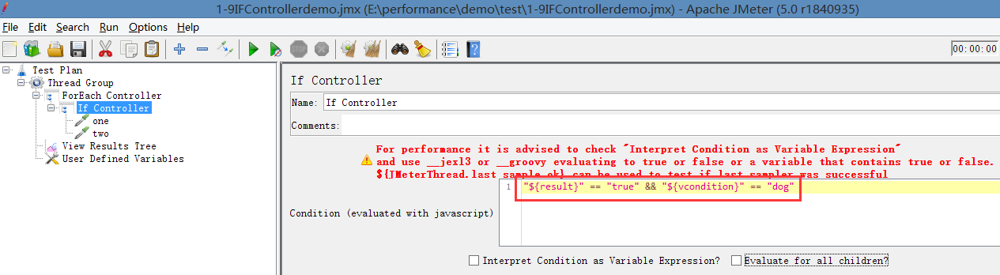 1-9IFControllerdemo.jmx (E:\performance\demo\test\1-9IFControllerdemo.jmx) - Apache JMeter (5.0 r1840935)
File Edit Search Run Options Help
STOP
00:00:00
Test Plan
Thread Group
ForEach Controller
If Controller
one
two
View Results Tree
User Defined Variables
If Controller
Name: If Controller
Comments:
For performance it is advised to check "Interpret Condition as Variable Expression"
and use __jexl3 or __groovy evaluating to true or false or a variable that contains true or false.
${JMeterThread.last_sample_ok} can be used to test if last sampler was successful
Condition (evaluated with javascript)
1 "${result}" == "true" && "${vcondition}" == "dog"
Interpret Condition as Variable Expression? Evaluate for all children?